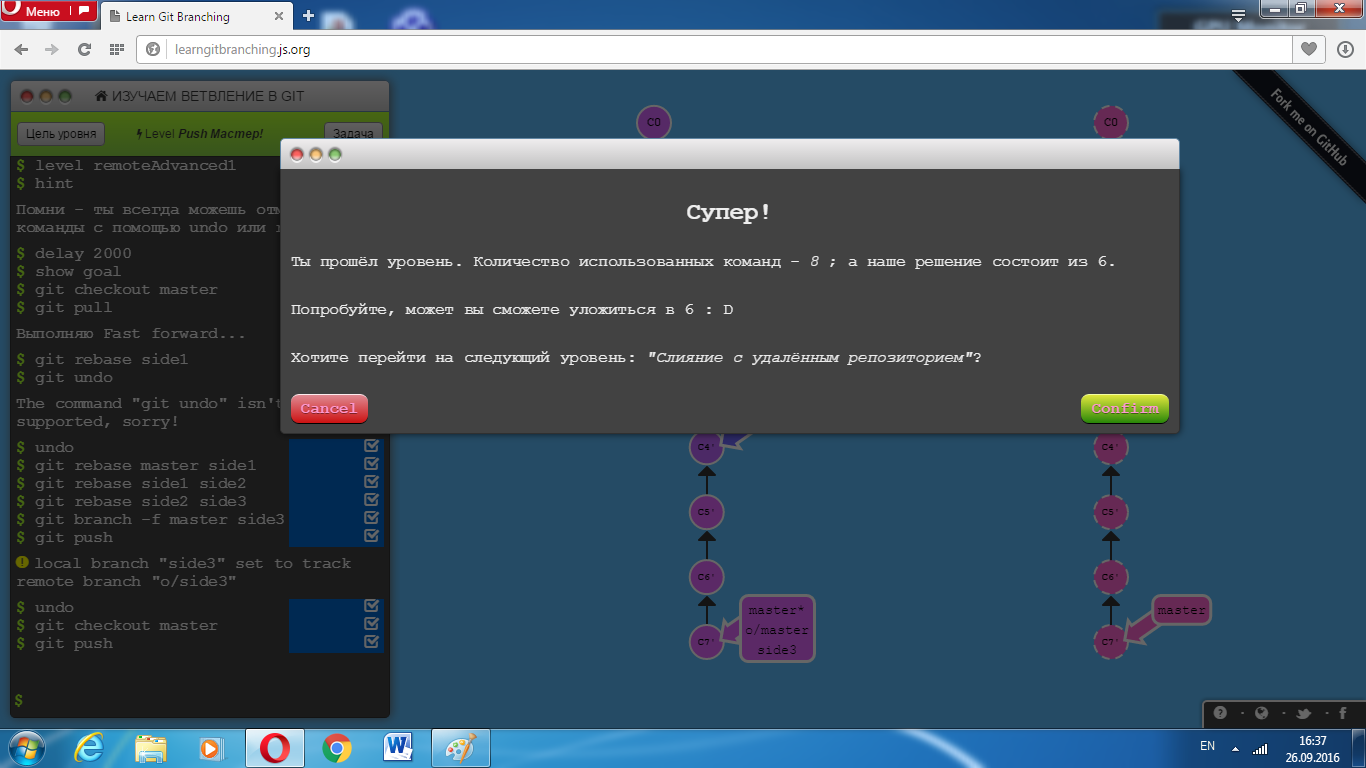 Меню
Learn Git Branching
learngitbranching.js.org
ИЗУЧАЕМ ВЕТВЛЕНИЕ В GIT
Цель уровня
Level Push Мастер!
Задача
$ level remoteAdvanced1
$ hint
Помни - ты всегда можешь
команды с помощью undo или
$ delay 2000
$ show goal
$ git checkout master
$ git pull
Выполняю Fast forward...
$ git rebase side1
$ git undo
The command "git undo" isn't
supported, sorry!
$ undo
$ git rebase master side1
$ git rebase side1 side2
$ git rebase side2 side3
$ git branch -f master side3
$ git push
local branch "side3" set to track
remote branch "o/side3"
$ undo
$ git checkout master
$ git push
$
Супер!
Ты прошёл уровень. Количество использованных команд - 8 ; а наше решение состоит из 6.
Попробуйте, может вы сможете уложиться в 6 : D
Хотите перейти на следующий уровень: "Слияние с удалённым репозиторием"?
Cancel
Confirm
C0
C4'
C5'
C6'
C7'
master*
o/master
side3
C0
C4'
C5'
C6'
C7'
master
Fork me on GitHub
EN
16:37
26.09.2016